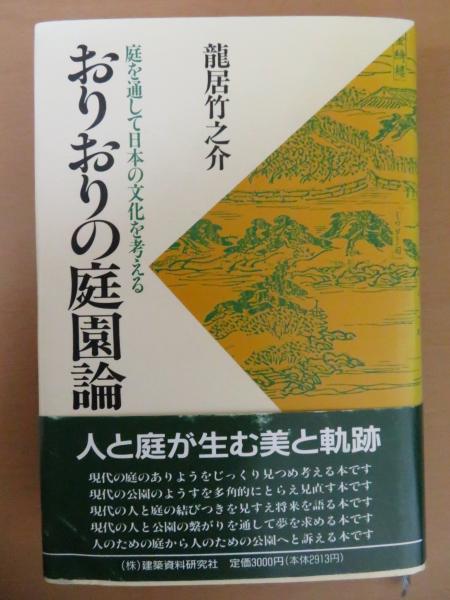 龍居竹之介
庭を通して日本の文化を考える
おりおりの庭園論
人と庭が生む美と軌跡
現代の庭のありようをじっくり見つめ考える本です
現代の公園のようすを多角的にとらえ見直す本です
現代の人と庭の結びつきを見すえ将来を語る本です
現代の人と公園の繋がりを通して夢を求める本です
人のための庭から人のための公園へと訴える本です
(株)建築資料研究社 定価3000円(本体2913円)